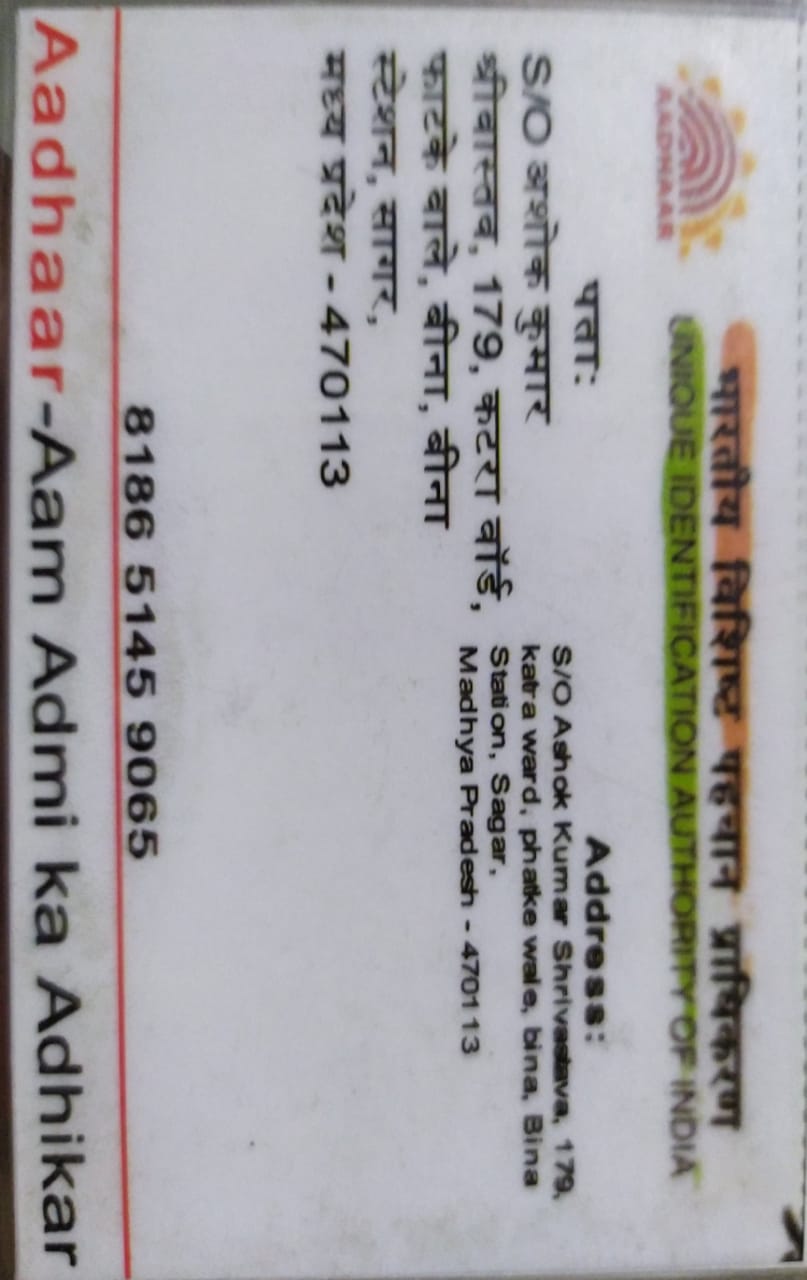 AADHAAR
भारतीय विशिष्ट पहचान प्राधिकरण
UNIQUE IDENTIFICATION AUTHORITY OF INDIA
पता:
S/O अशोक कुमार
श्रीवास्तव, 179, कटरा वॉर्ड,
फाटके वाले, बीना, बीना
स्टेशन, सागर,
मध्य प्रदेश - 470113
Address:
S/O Ashok Kumar Shrivastava, 179,
katra ward, phatke wale, bina, Bina
Station, Sagar,
Madhya Pradesh - 470113
8186 5145 9065
Aadhaar-Aam Admi ka Adhikar